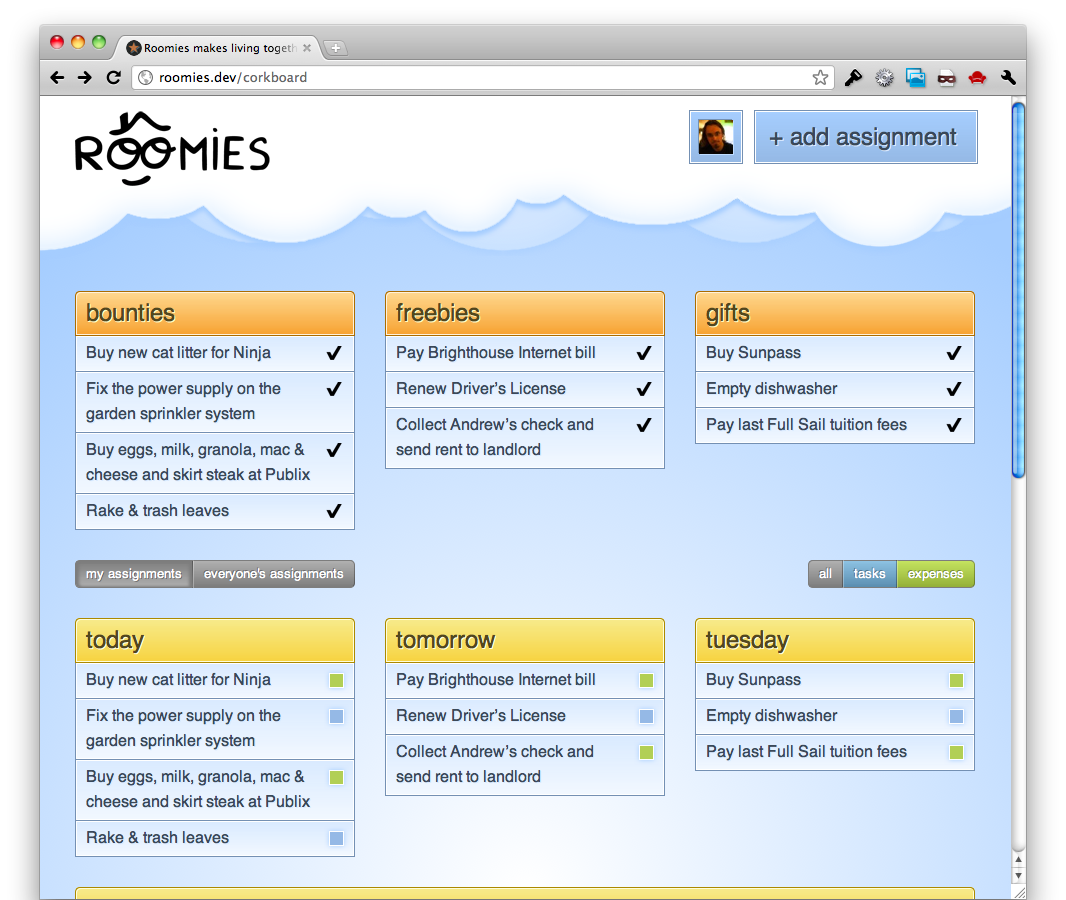 Roomies makes living togeth
roomies.dev/corkboard
ROOMIES
+ add assignment
bounties
Buy new cat litter for Ninja
Fix the power supply on the
garden sprinkler system
Buy eggs, milk, granola, mac &
cheese and skirt steak at Publix
Rake & trash leaves
freebies
Pay Brighthouse Internet bill
Renew Driver’s License
Collect Andrew’s check and
send rent to landlord
gifts
Buy Sunpass
Empty dishwasher
Pay last Full Sail tuition fees
my assignments everyone's assignments
all tasks expenses
today
Buy new cat litter for Ninja
Fix the power supply on the
garden sprinkler system
Buy eggs, milk, granola, mac &
cheese and skirt steak at Publix
Rake & trash leaves
tomorrow
Pay Brighthouse Internet bill
Renew Driver’s License
Collect Andrew’s check and
send rent to landlord
tuesday
Buy Sunpass
Empty dishwasher
Pay last Full Sail tuition fees